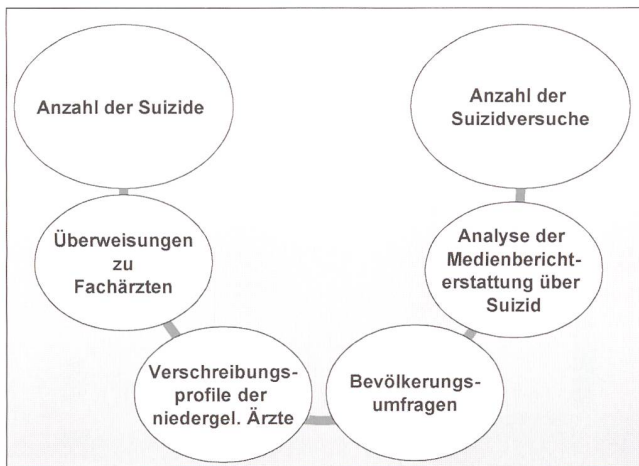 Anzahl der Suizide
Anzahl der
Suizidversuche
Überweisungen
zu
Fachärzten
Analyse der
Medienbericht-
erstattung über
Suizid
Verschreibungs-
profile der
niedergel. Ärzte
Bevölkerungs-
umfragen